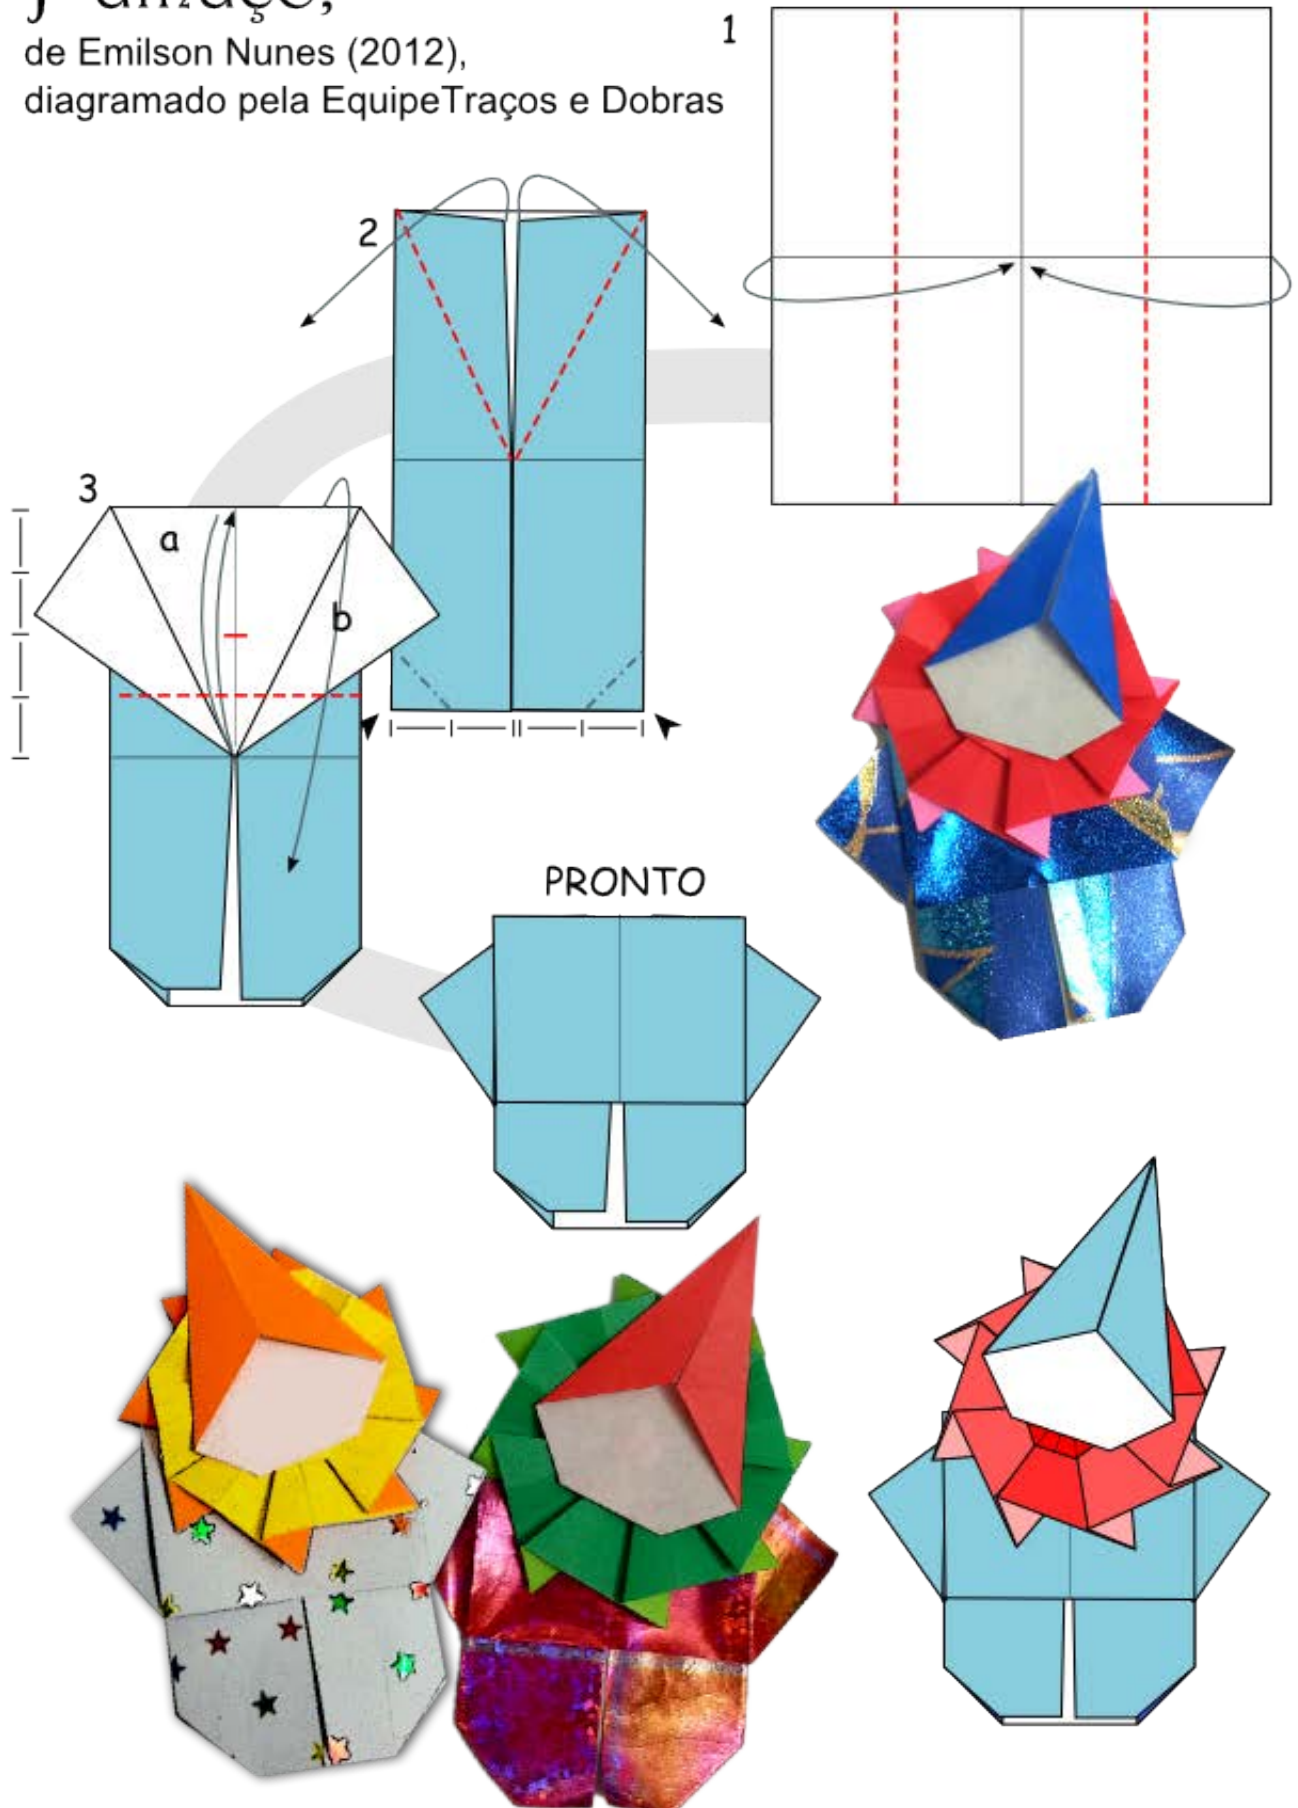 de Emilson Nunes (2012),
diagramado pela EquipeTraços e Dobras
1
2
3
a
b
PRONTO